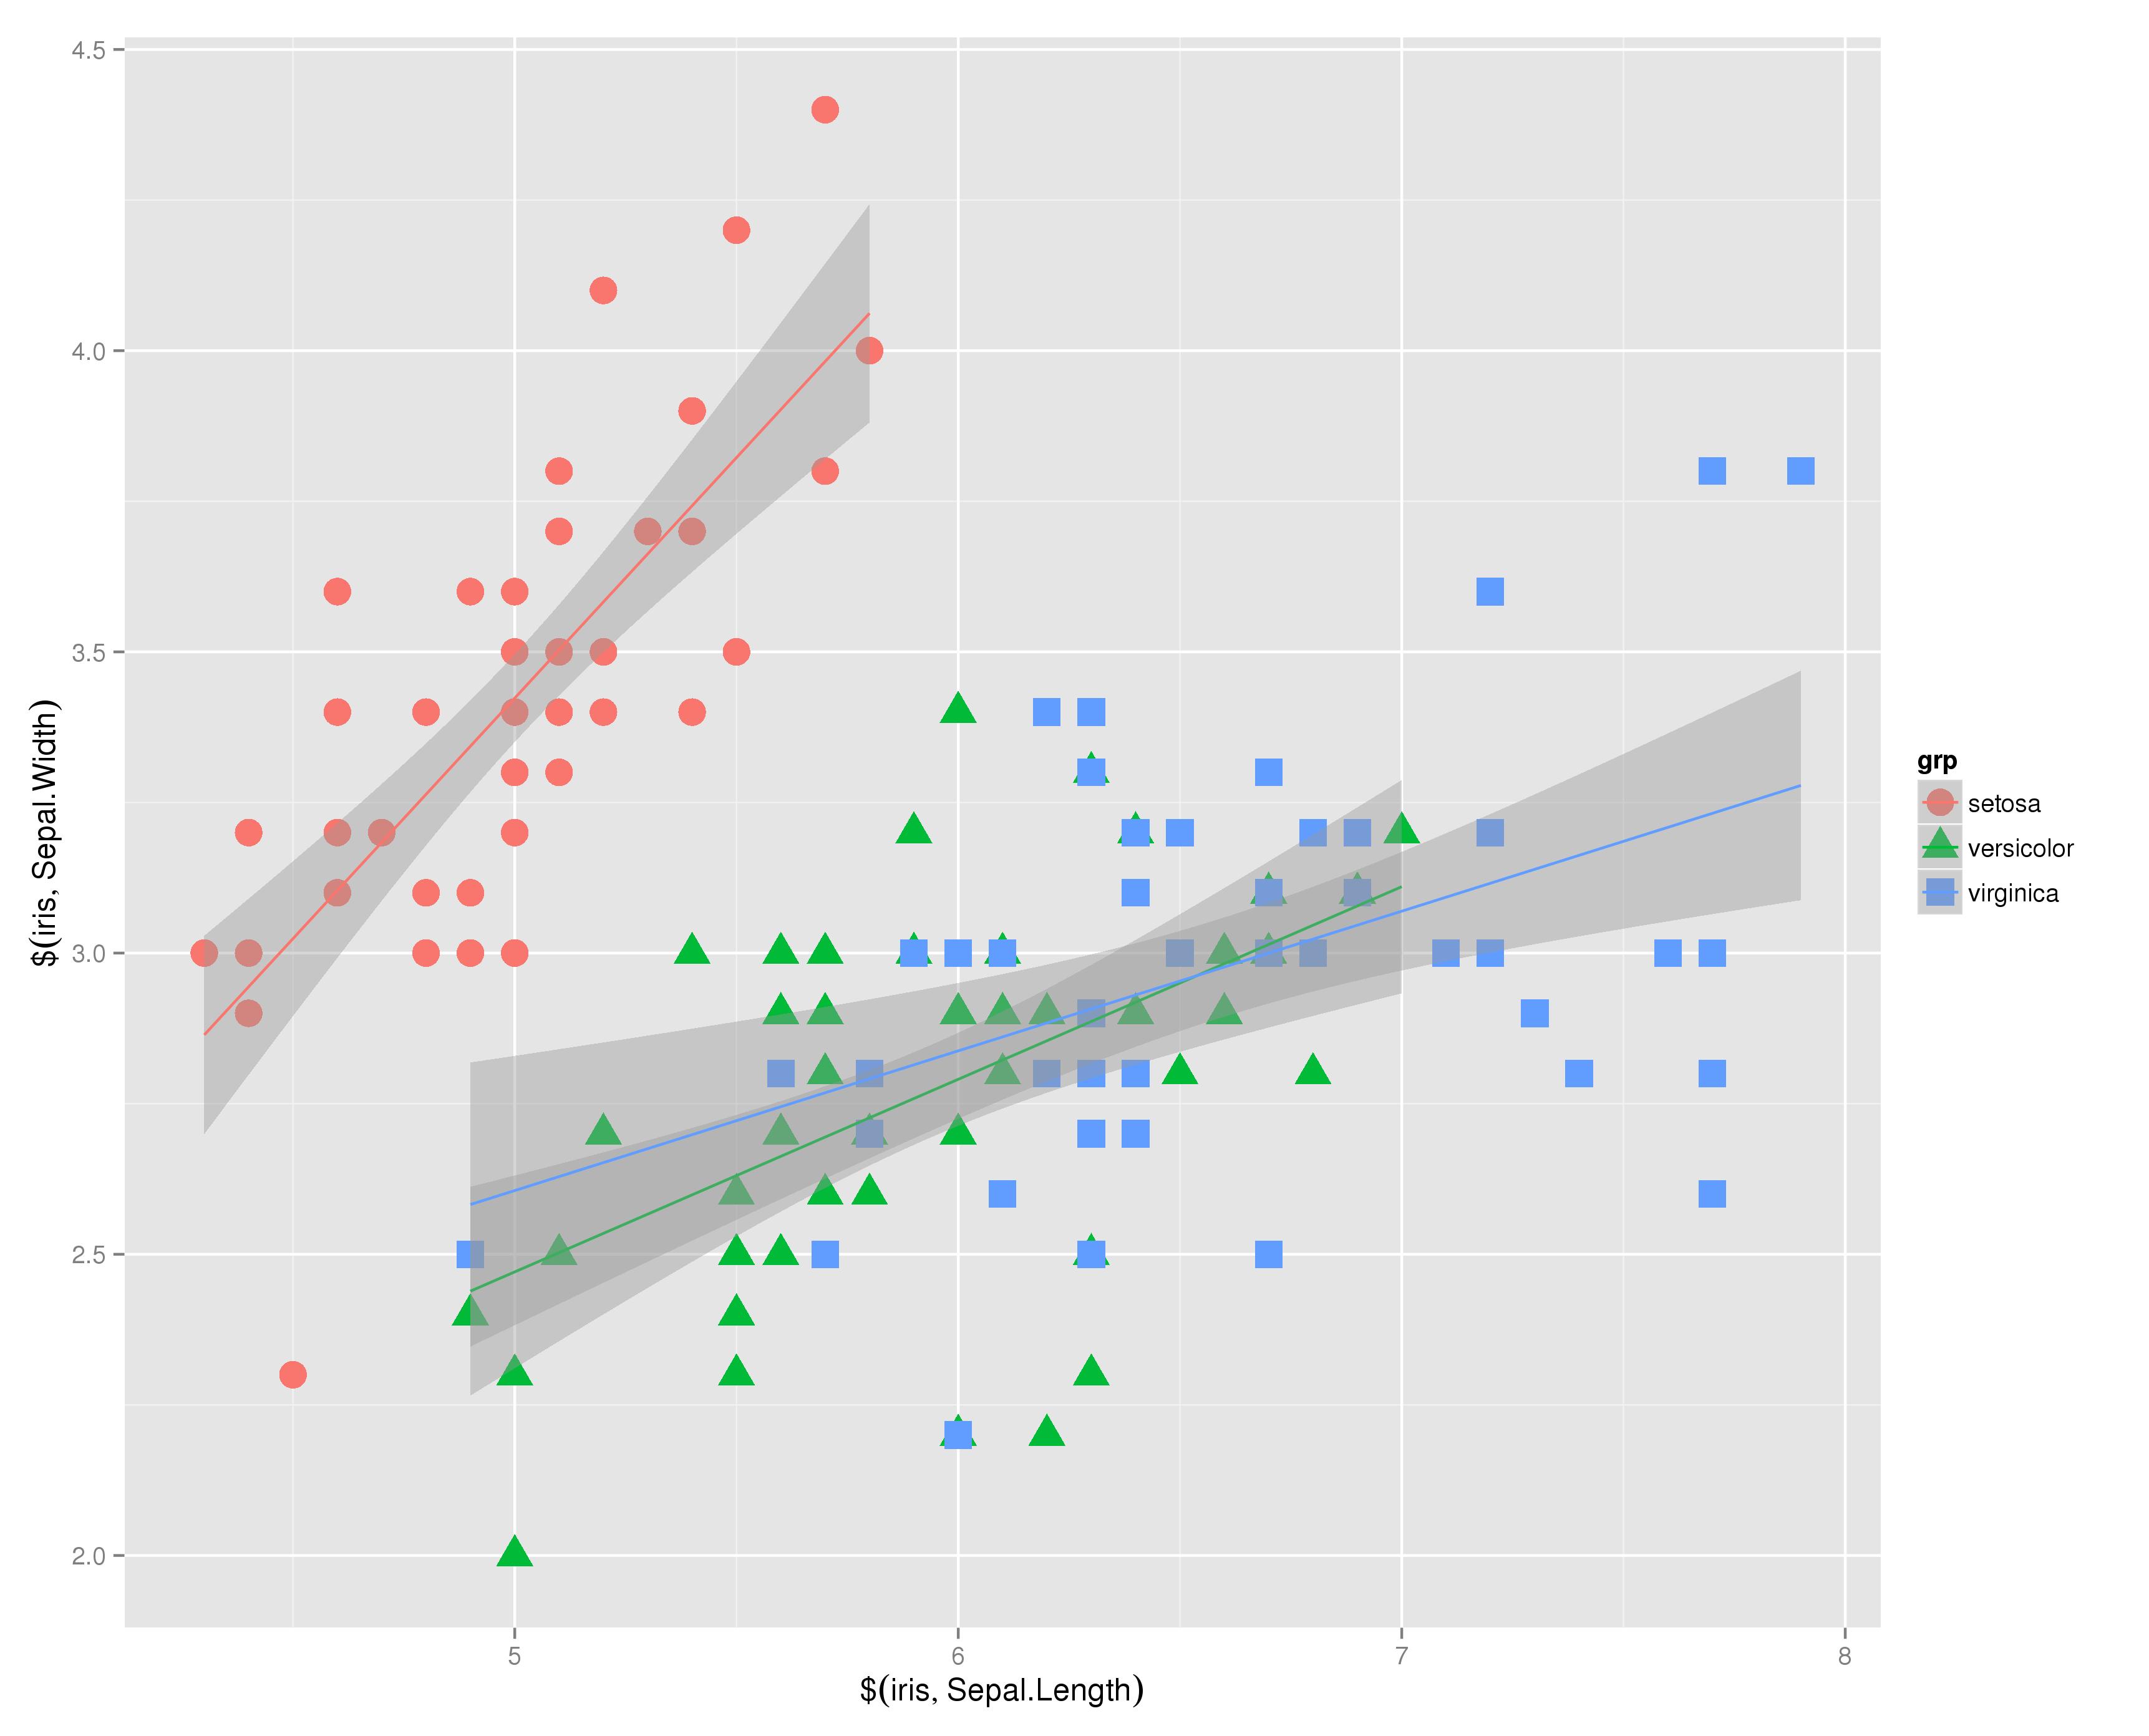 4.5
4.0
3.5
3.0
2.5
2.0
$(iris, Sepal.Width)
5
6
7
8
$(iris, Sepal.Length)
grp
setosa
versicolor
virginica